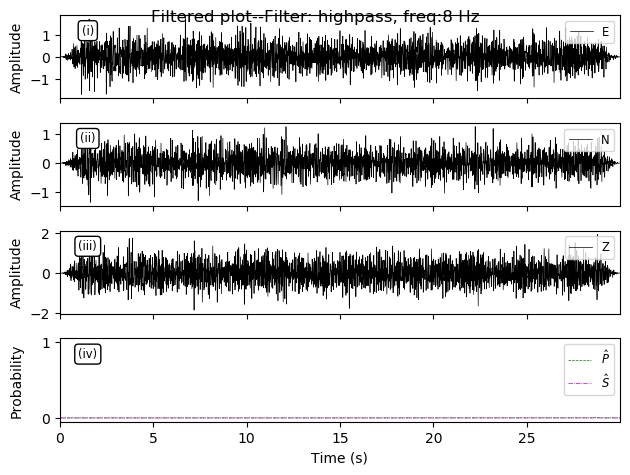 Filtered plot--Filter: highpass, freq:8 Hz
Amplitude
1
0
−1
(i)
E
Amplitude
1
0
−1
(ii)
N
Amplitude
2
0
−2
(iii)
Z
Probability
1
0
(iv)
P̂
Ŝ
0 5 10 15 20 25
Time (s)